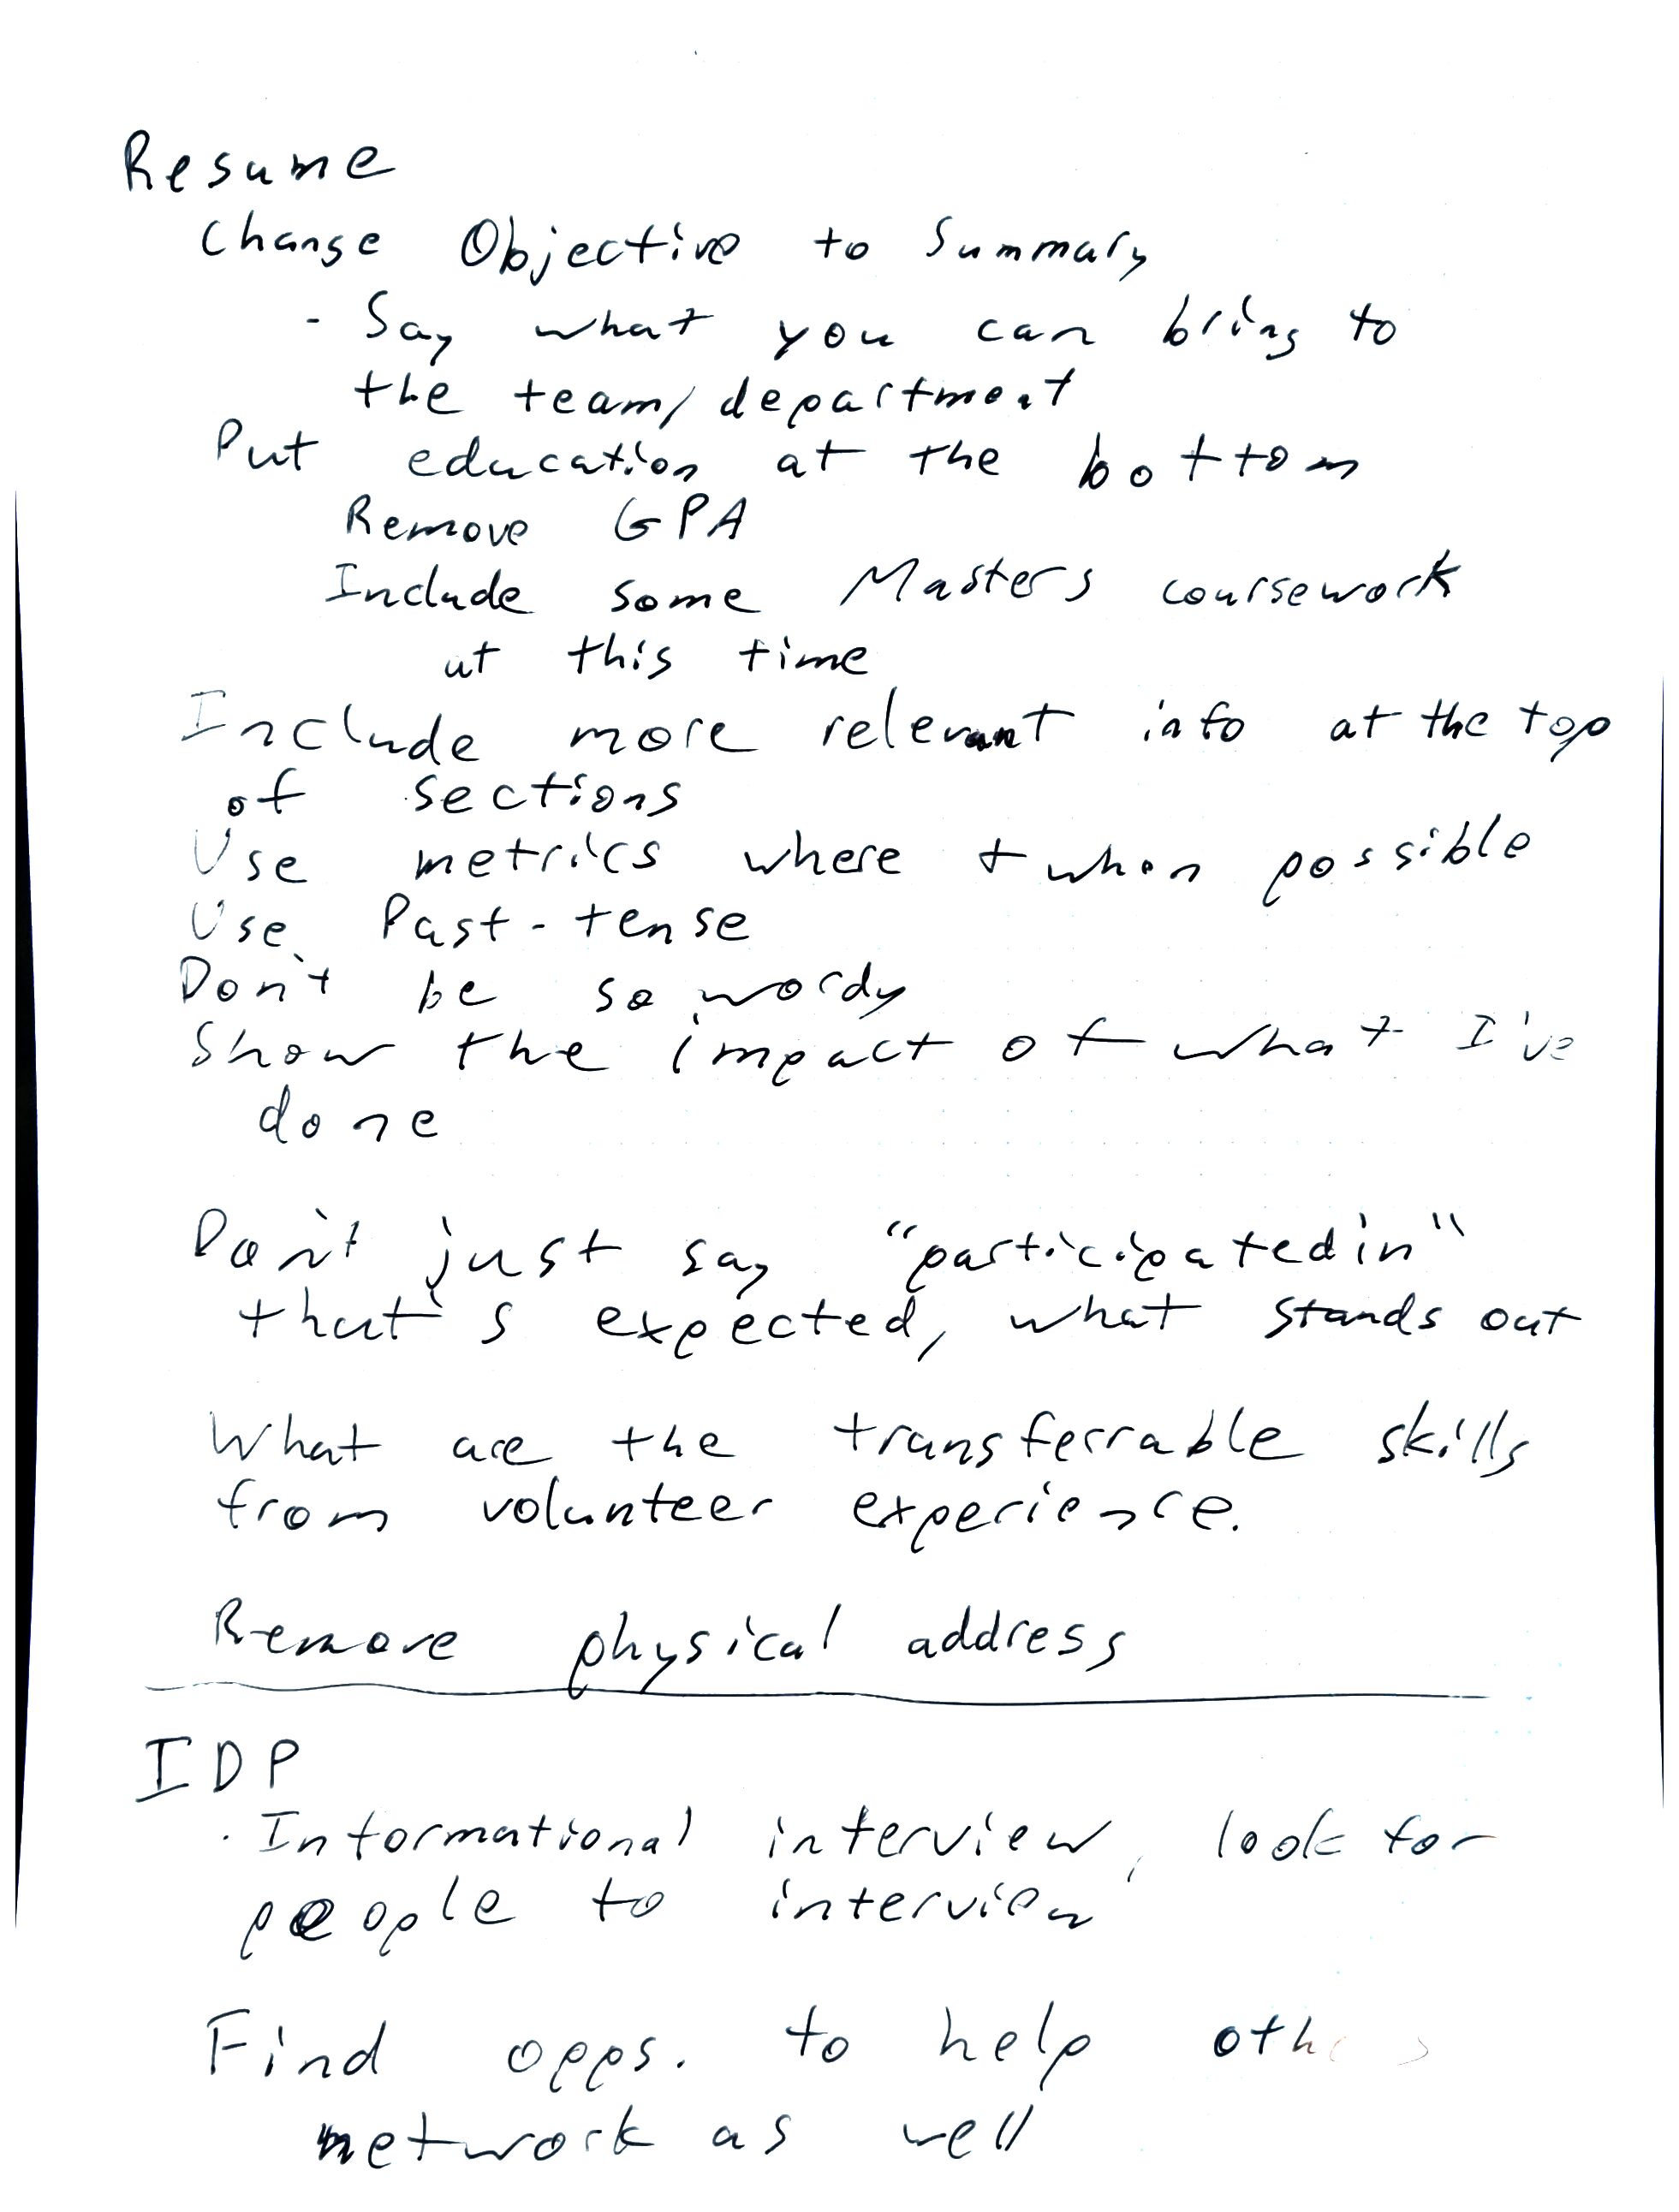 Resume
Change Objective to Summary
- Say what you can bring to
the team/department
Put education at the bottom
Remove GPA
Include some Masters coursework
at this time
Include more relevant info at the top
of sections
Use metrics where + when possible
Use Past-tense
Don't be so wordy
Show the impact of what I've
done
Don't just say "participated in"
that's expected, what stands out
What are the transferrable skills
from volunteer experience.
Remove physical address
IDP
· Informational interview, look for
people to interview
Find opps. to help
network as well